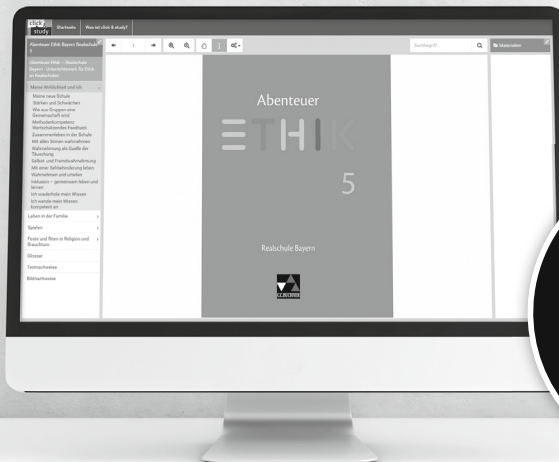 click &
study
Startseite
Was ist click & study?
Abenteuer Ethik Bayern Realschule
Abenteuer Ethik – Realschule
Bayern - Unterrichtswerk für Ethik
an Realschulen
Meine Wirklichkeit und ich
Meine neue Schule
Stärken und Schwächen
Wie aus Gruppen eine
Gemeinschaft wird
Methodenkompetenz
Wertschätzendes Feedback
Zusammenleben in der Schule
Mit allen Sinnen wahrnehmen
Wahrnehmung als Quelle der
Täuschung
Selbst- und Fremdwahrnehmung
Mit einer Sehbehinderung leben
Wahrnehmen und urteilen
Inklusion – gemeinsam leben und
lernen
Ich wiederhole mein Wissen
Ich wende mein Wissen
kompetent an
Leben in der Familie
Spielen
Feste und Riten in Religion und
Brauchtum
Glossar
Textnachweise
Bildnachweise
Suchbegriff...
Materialien
Abenteuer
ETHIK
5
Realschule Bayern
C.C.BUCHNER